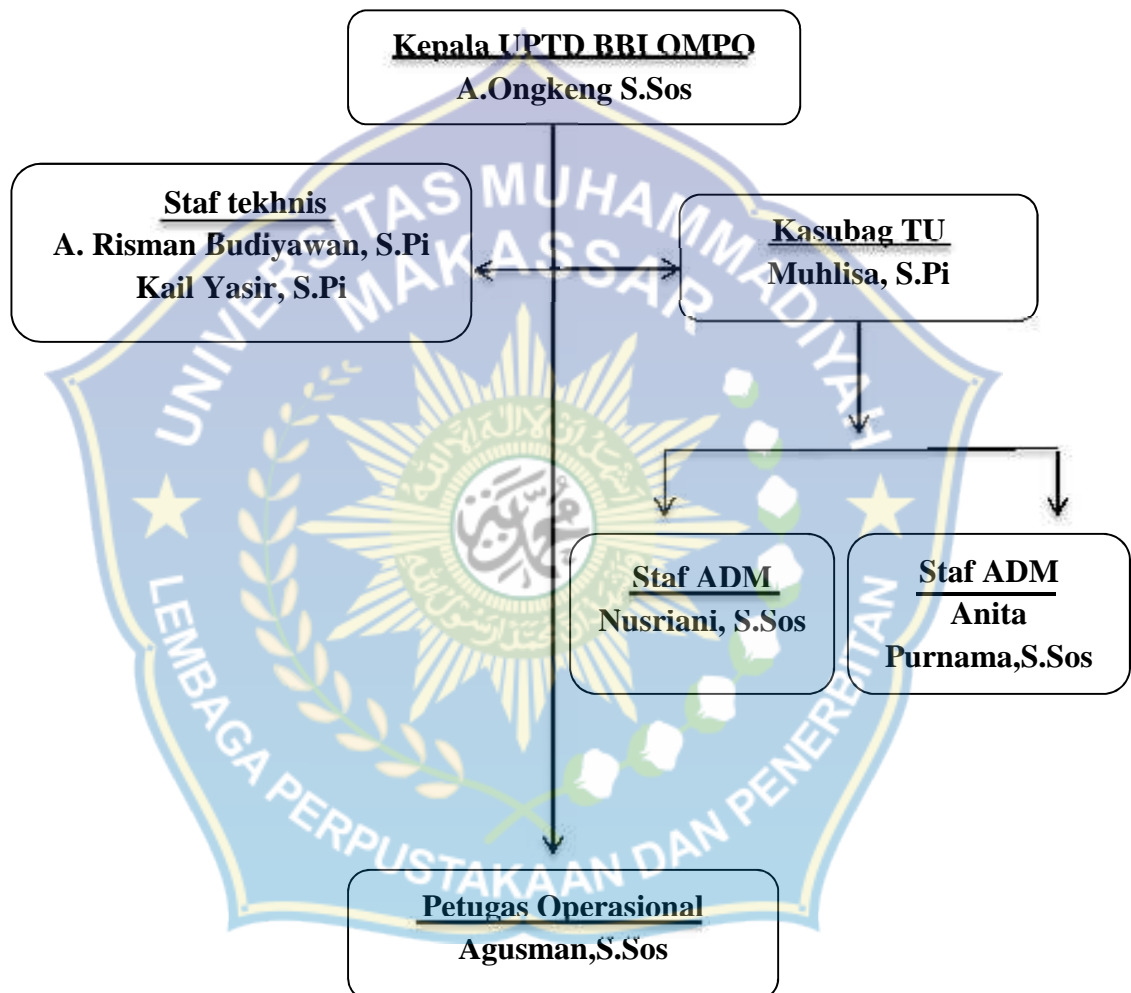 Kepala UPTD BBI OMPO
A.Ongkeng S.Sos
Staf tekhnis
A. Risman Budiyawan, S.Pi
Kail Yasir, S.Pi
Kasubag TU
Muhlisa, S.Pi
Staf ADM
Nusriani, S.Sos
Staf ADM
Anita
Purnama,S.Sos
Petugas Operasional
Agusman,S.Sos
UNIVERSITAS MUHAMMADIYAH
MAKASSAR
LEMBAGA PERPUSTAKAAN DAN PENERBITAN